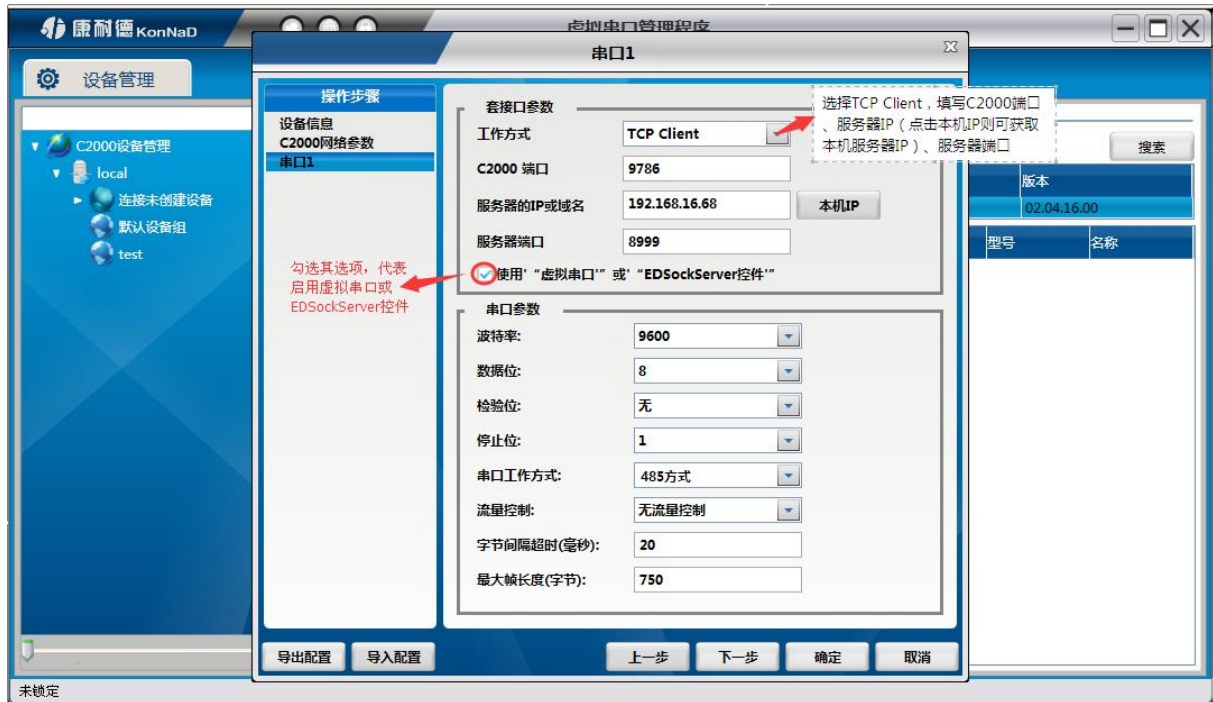 康耐德 KonNaD
虚拟串口管理程序
设备管理
C2000设备管理
local
连接未创建设备
默认设备组
test
搜索
版本
02.04.16.00
型号
名称
串口1
操作步骤
设备信息
C2000网络参数
串口1
套接口参数
工作方式
TCP Client
C2000 端口
9786
服务器的IP或域名
192.168.16.68
本机IP
服务器端口
8999
使用' “虚拟串口'” 或' “EDSockServer控件'”
选择TCP Client，填写C2000端口
、服务器IP（点击本机IP则可获取
本机服务器IP）、服务器端口
勾选其选项，代表
启用虚拟串口或
EDSockServer控件
串口参数
波特率:
9600
数据位:
8
检验位:
无
停止位:
1
串口工作方式:
485方式
流量控制:
无流量控制
字节间隔超时(毫秒):
20
最大帧长度(字节):
750
导出配置
导入配置
上一步
下一步
确定
取消
未锁定